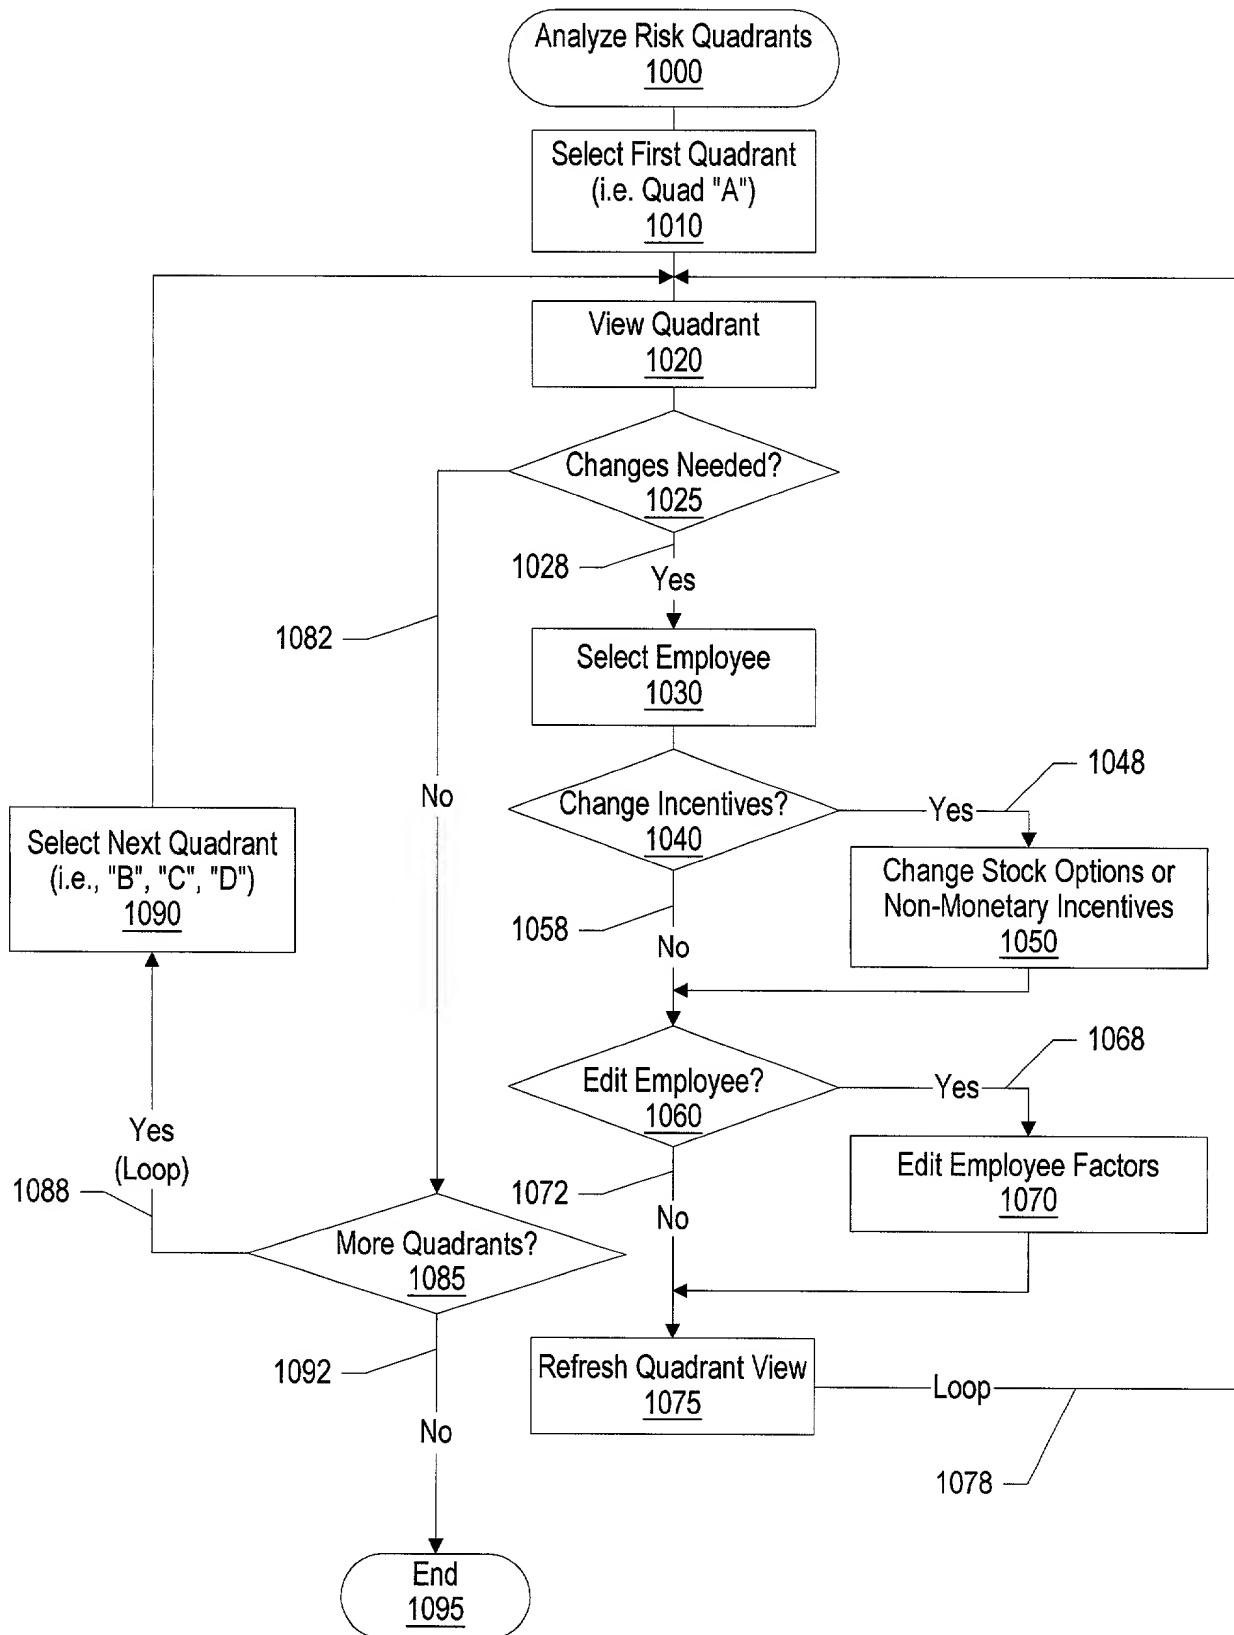 Analyze Risk Quadrants
1000
Select First Quadrant
(i.e. Quad "A")
1010
View Quadrant
1020
Changes Needed?
1025
1028
Yes
1082
Select Employee
1030
No
Change Incentives?
1040
Yes
1048
Select Next Quadrant
(i.e., "B", "C", "D")
1090
Change Stock Options or
Non-Monetary Incentives
1050
1058
No
Edit Employee?
1060
Yes
1068
Yes
(Loop)
1088
Edit Employee Factors
1070
1072
No
More Quadrants?
1085
1092
Refresh Quadrant View
1075
Loop
1078
No
End
1095